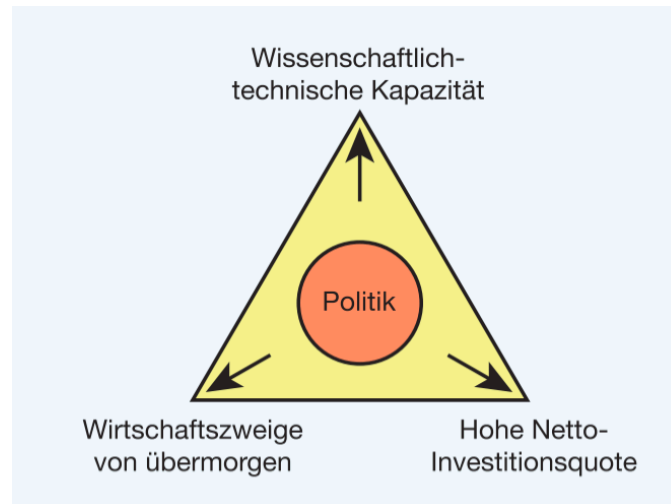 Wissenschaftlich-
technische Kapazität
Politik
Wirtschaftszweige
von übermorgen
Hohe Netto-
Investitionsquote